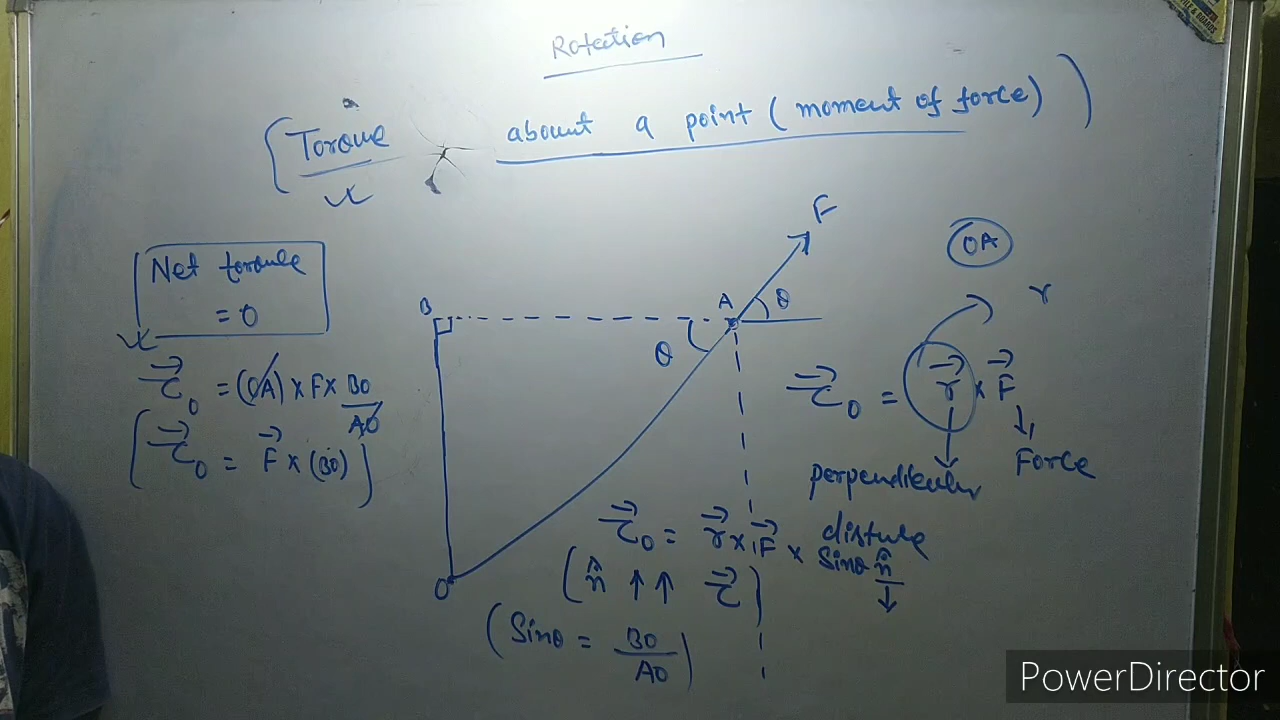 Rotection
(Torque about a point (moment of force))
Net torque
= 0
τ⃗₀ = (OA) × F × BO/AO
[τ⃗₀ = F⃗ × (BO)]
F
A
θ
B
θ
O
OA
r
τ⃗₀ = r⃗ × F⃗
perpendicular
distance
Force
τ⃗₀ = r⃗ × F⃗ × Sinθ n̂
(n̂ ↑↑ τ⃗)
(Sinθ = BO/AO)
PowerDirector